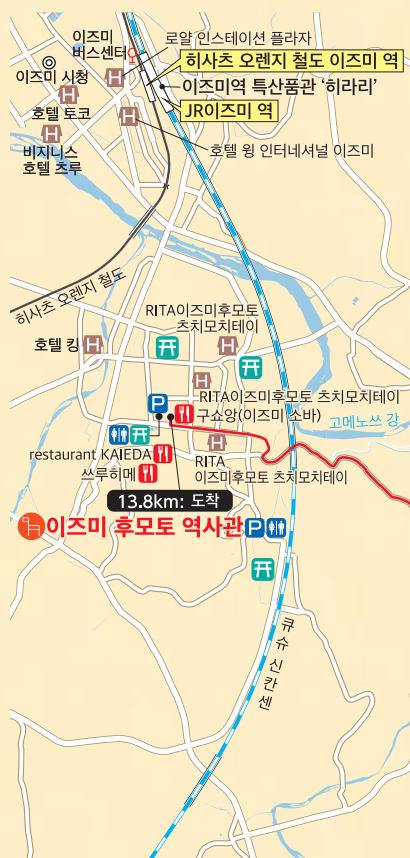 이즈미
버스센터
로얄 인스테이션 플라자
히사츠 오렌지 철도 이즈미 역
이즈미 시청
이즈미역 특산품관 '히라리'
호텔 토코
JR이즈미 역
비지니스
호텔 츠루
호텔 윙 인터네셔널 이즈미
히사츠 오렌지 철도
RITA이즈미후모토
츠치모치테이
호텔 킹
RITA이즈미후모토 츠치모치테이
P
구쇼앙(이즈미 소바)
고메노쓰 강
restaurant KAIEDA
RITA
이즈미후모토 츠치모치테이
쓰루히메
13.8km: 도착
이즈미 후모토 역사관
P
큐슈 신칸센